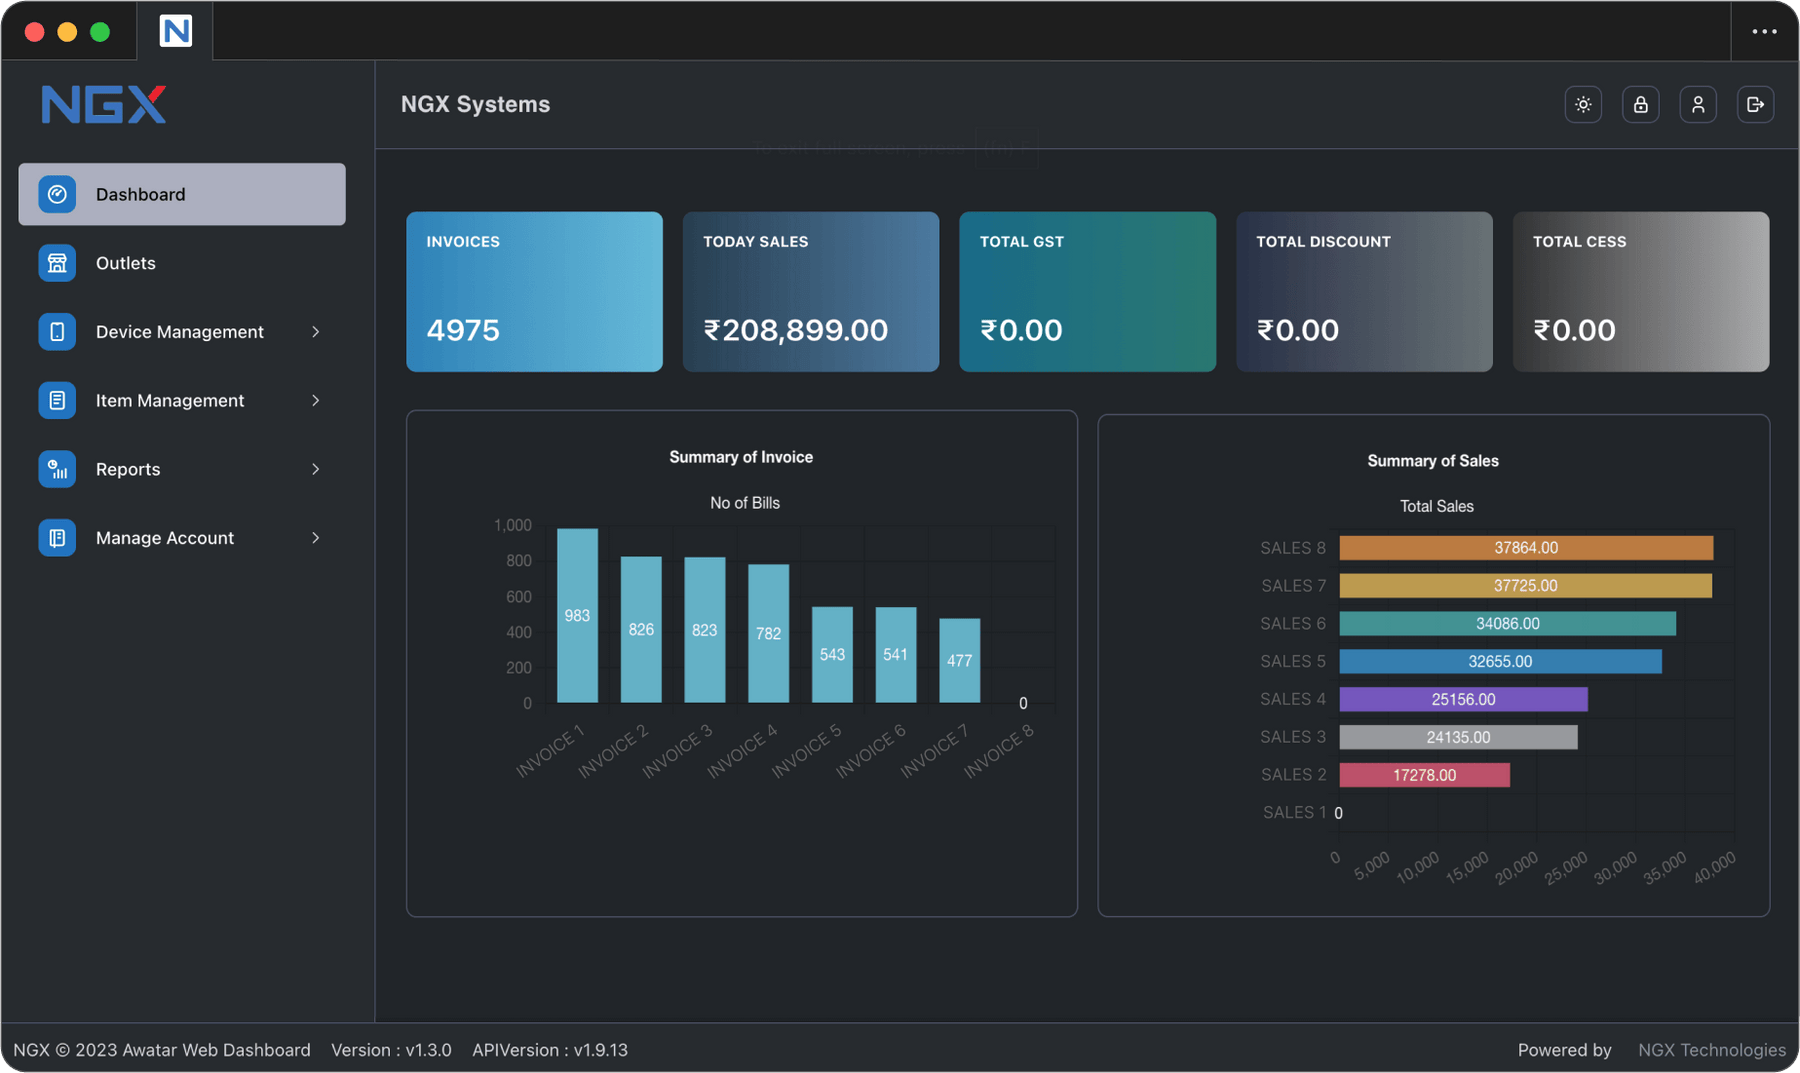 N
NGX
NGX Systems
Dashboard
Outlets
Device Management
Item Management
Reports
Manage Account
INVOICES
4975
TODAY SALES
₹208,899.00
TOTAL GST
₹0.00
TOTAL DISCOUNT
₹0.00
TOTAL CESS
₹0.00
Summary of Invoice
No of Bills
1,000
800
600
400
200
0
983
826
823
782
543
541
477
0
INVOICE 1
INVOICE 2
INVOICE 3
INVOICE 4
INVOICE 5
INVOICE 6
INVOICE 7
INVOICE 8
Summary of Sales
Total Sales
SALES 8 37864.00
SALES 7 37725.00
SALES 6 34086.00
SALES 5 32655.00
SALES 4 25156.00
SALES 3 24135.00
SALES 2 17278.00
SALES 1 0
0 5,000 10,000 15,000 20,000 25,000 30,000 35,000 40,000
NGX © 2023 Awatar Web Dashboard Version : v1.3.0 APIVersion : v1.9.13
Powered by NGX Technologies